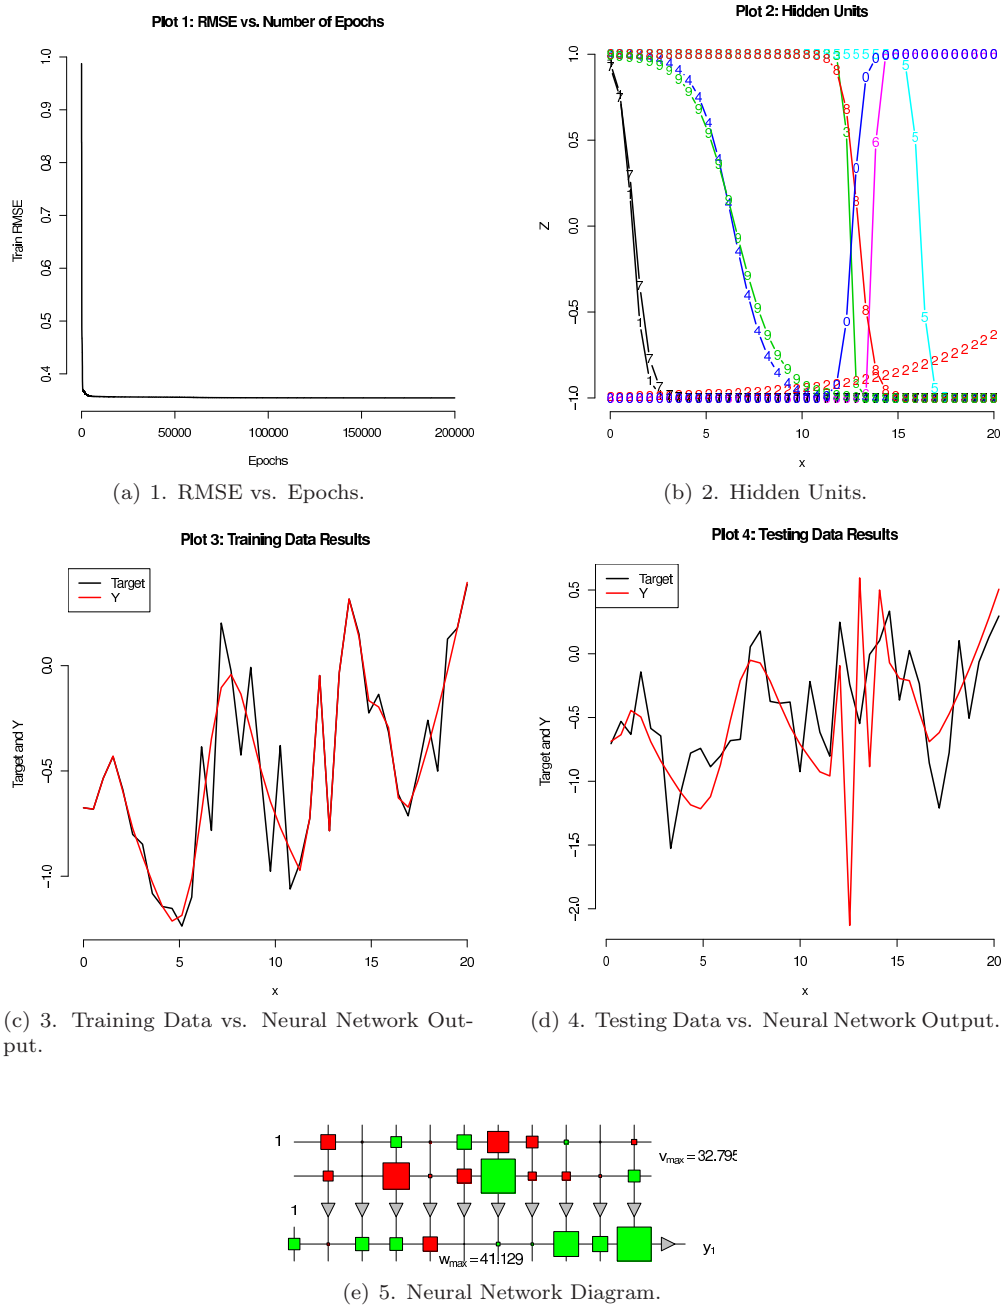 Plot 1: RMSE vs. Number of Epochs
Train RMSE
1.0
0.9
0.8
0.7
0.6
0.5
0.4
0 50000 100000 150000 200000
Epochs
(a) 1. RMSE vs. Epochs.
Plot 2: Hidden Units
Z
1.0
0.5
0.0
−0.5
−1.0
0 5 10 15 20
x
(b) 2. Hidden Units.
Plot 3: Training Data Results
Target
Y
Target and Y
0.0
−0.5
−1.0
0 5 10 15 20
x
(c) 3. Training Data vs. Neural Network Out-
put.
Plot 4: Testing Data Results
Target
Y
Target and Y
0.5
0.0
−0.5
−1.0
−1.5
−2.0
0 5 10 15 20
x
(d) 4. Testing Data vs. Neural Network Output.
1
vmax = 32.795
1
wmax = 41.129
y1
(e) 5. Neural Network Diagram.